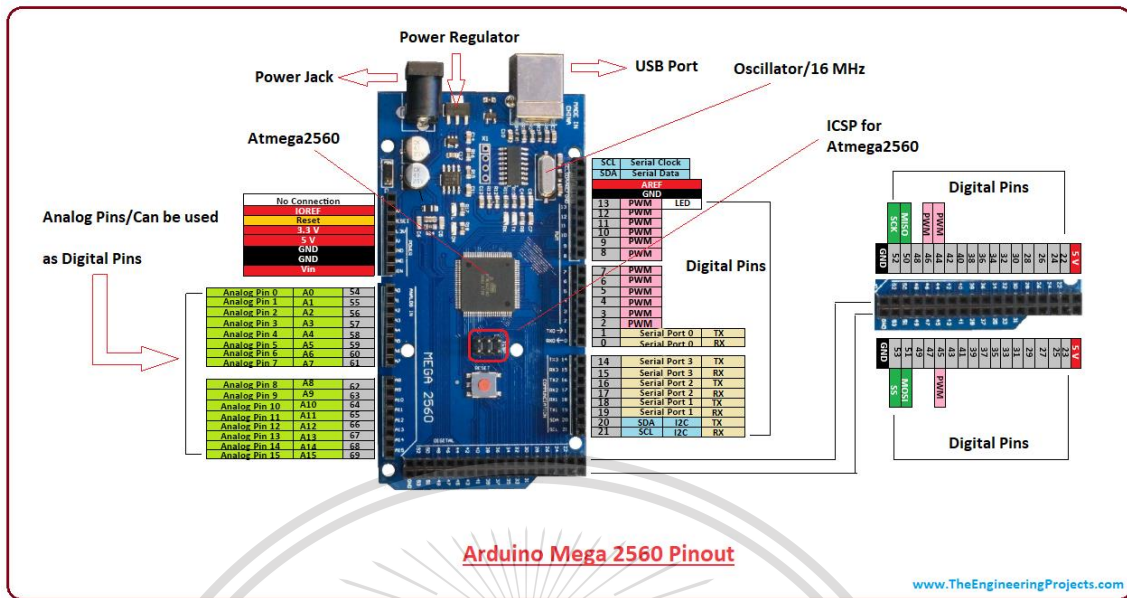 Power Regulator
Power Jack
USB Port
Oscillator/16 MHz
Atmega2560
ICSP for
Atmega2560
Analog Pins/Can be used
as Digital Pins
No Connection
IOREF
Reset
3.3 V
5 V
GND
GND
Vin
Analog Pin 0 A0 54
Analog Pin 1 A1 55
Analog Pin 2 A2 56
Analog Pin 3 A3 57
Analog Pin 4 A4 58
Analog Pin 5 A5 59
Analog Pin 6 A6 60
Analog Pin 7 A7 61
Analog Pin 8 A8 62
Analog Pin 9 A9 63
Analog Pin 10 A10 64
Analog Pin 11 A11 65
Analog Pin 12 A12 66
Analog Pin 13 A13 67
Analog Pin 14 A14 68
Analog Pin 15 A15 69
MADE IN
CHINA
ANALOG IN
MEGA 2560
RESET
COMMUNICATION
DIGITAL
SCL Serial Clock
SDA Serial Data
AREF
GND
13 PWM LED
12 PWM
11 PWM
10 PWM
9 PWM
8 PWM
7 PWM
6 PWM
5 PWM
4 PWM
3 PWM
2 PWM
1 Serial Port 0 TX
0 Serial Port 0 RX
14 Serial Port 3 TX
15 Serial Port 3 RX
16 Serial Port 2 TX
17 Serial Port 2 RX
18 Serial Port 1 TX
19 Serial Port 1 RX
20 SDA I2C TX
21 SCL I2C RX
Digital Pins
Digital Pins
SCK MISO PWM PWM
GND 52 50 48 46 44 42 40 38 36 34 32 30 28 26 24 22 5 V
GND 53 51 49 47 45 43 41 39 37 35 33 31 29 27 25 23 5 V
SS MOSI PWM
Digital Pins
Arduino Mega 2560 Pinout
www.TheEngineeringProjects.com